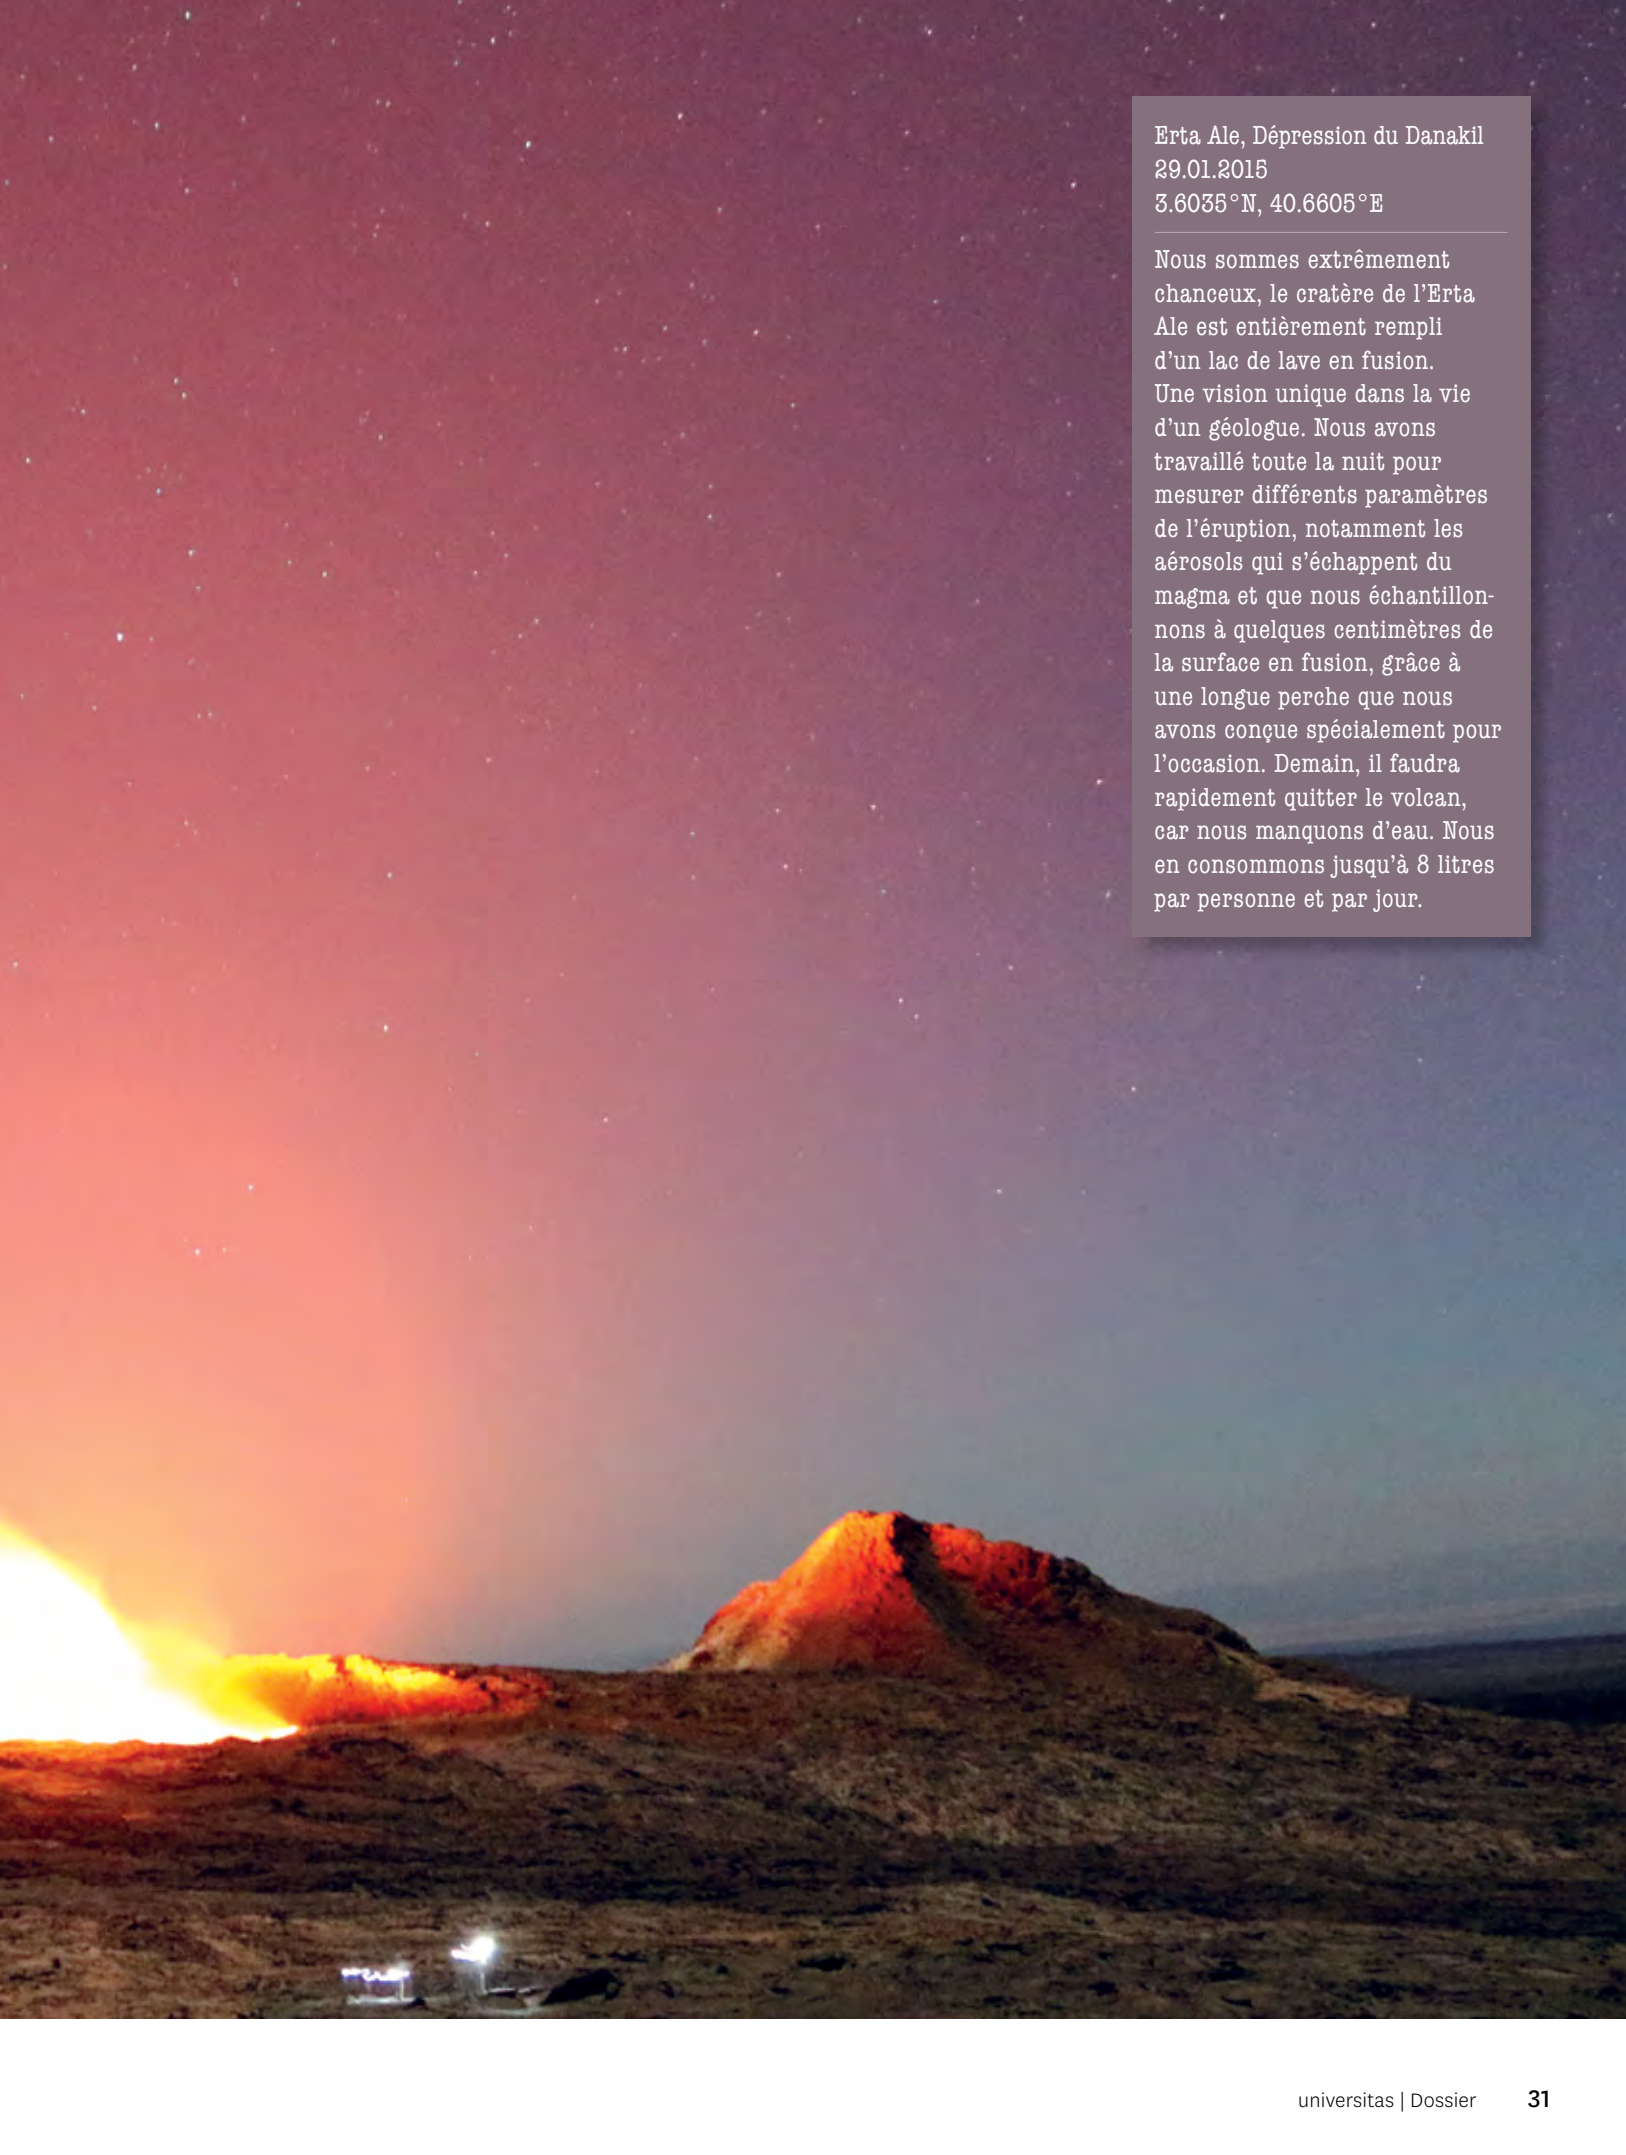 Erta Ale, Dépression du Danakil
29.01.2015
3.6035°N, 40.6605°E
Nous sommes extrêmement
chanceux, le cratère de l’Erta
Ale est entièrement rempli
d’un lac de lave en fusion.
Une vision unique dans la vie
d’un géologue. Nous avons
travaillé toute la nuit pour
mesurer différents paramètres
de l’éruption, notamment les
aérosols qui s’échappent du
magma et que nous échantillon-
nons à quelques centimètres de
la surface en fusion, grâce à
une longue perche que nous
avons conçue spécialement pour
l’occasion. Demain, il faudra
rapidement quitter le volcan,
car nous manquons d’eau. Nous
en consommons jusqu’à 8 litres
par personne et par jour.
universitas | Dossier 31